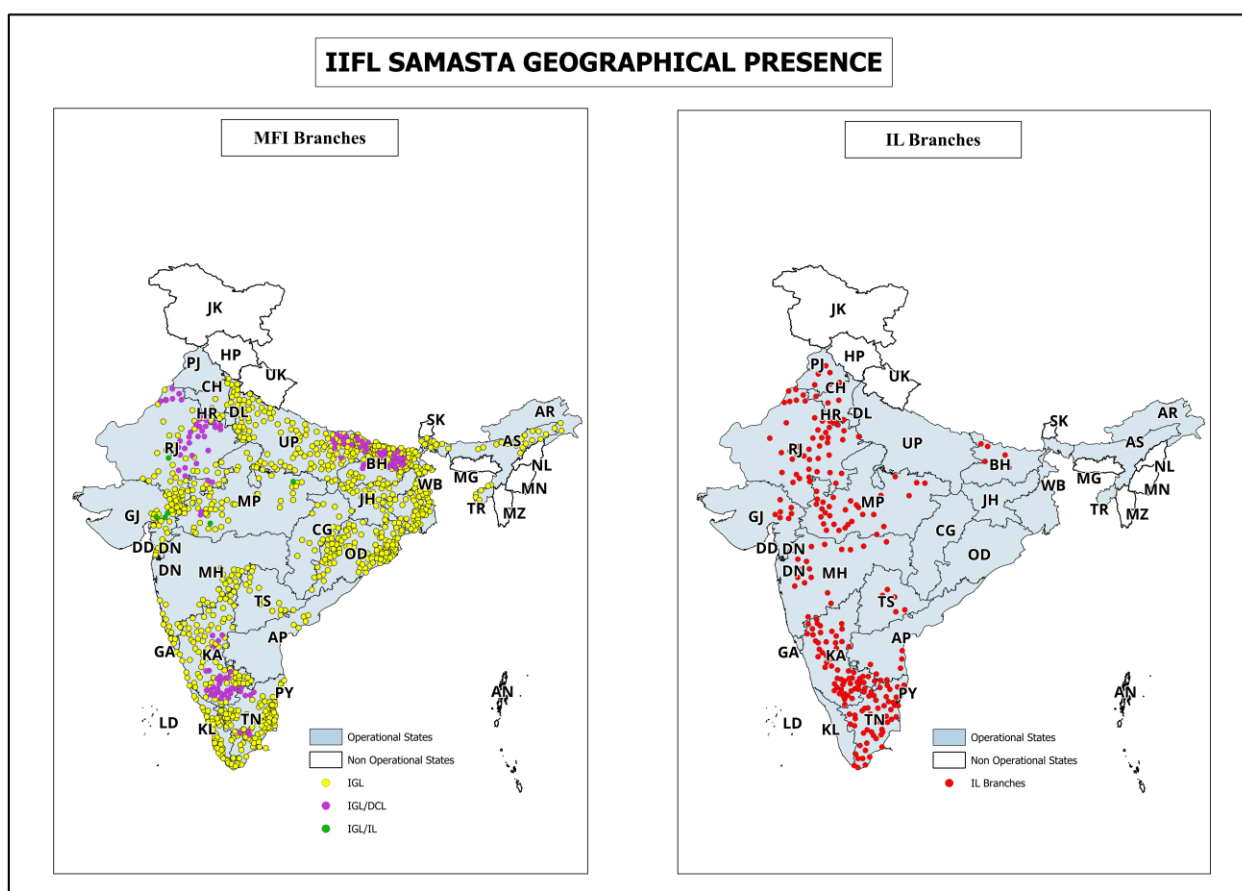 IIFL SAMASTA GEOGRAPHICAL PRESENCE
MFI Branches
JK
HP
PJ
UK
CH
HR
DL
SK
AR
RJ
UP
AS
BH
NL
MG
WB
MN
JH
TR
MZ
GJ
MP
CG
OD
DD
DN
DN
MH
TS
AP
GA
KA
PY
AN
LD
KL
TN
Operational States
Non Operational States
IGL
IGL/DCL
IGL/IL
IL Branches
JK
HP
PJ
UK
CH
HR
DL
SK
AR
RJ
UP
AS
BH
NL
MG
WB
MN
JH
TR
MZ
GJ
MP
CG
OD
DD
DN
DN
MH
TS
AP
GA
KA
PY
AN
LD
KL
TN
Operational States
Non Operational States
IL Branches